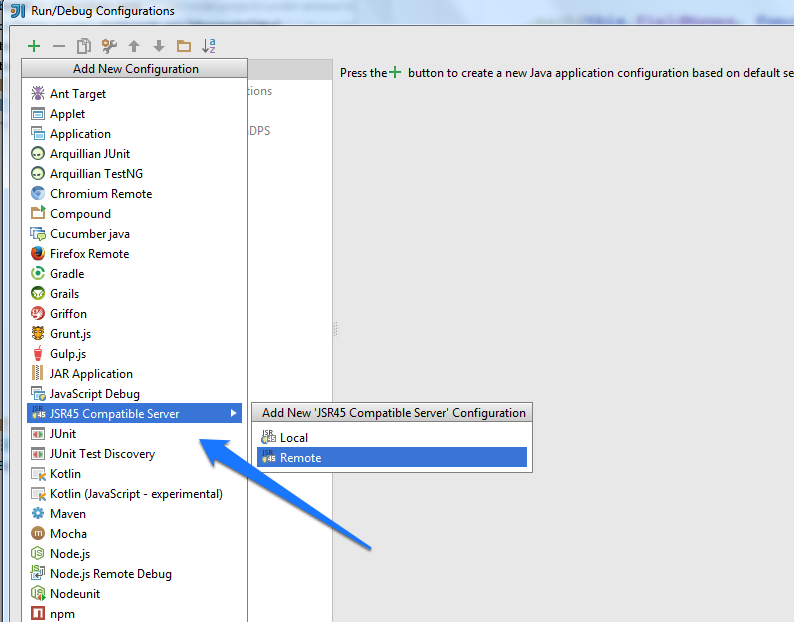 Run/Debug Configurations
Add New Configuration
Press the + button to create a new Java application configuration based on default se
Ant Target
tions
Applet
Application
DPS
Arquillian JUnit
Arquillian TestNG
Chromium Remote
Compound
Cucumber java
Firefox Remote
Gradle
Grails
Griffon
Grunt.js
Gulp.js
JAR Application
JavaScript Debug
JSR45 Compatible Server
Add New 'JSR45 Compatible Server' Configuration
JUnit
Local
JUnit Test Discovery
Remote
Kotlin
Kotlin (JavaScript - experimental)
Maven
Mocha
Node.js
Node.js Remote Debug
Nodeunit
npm